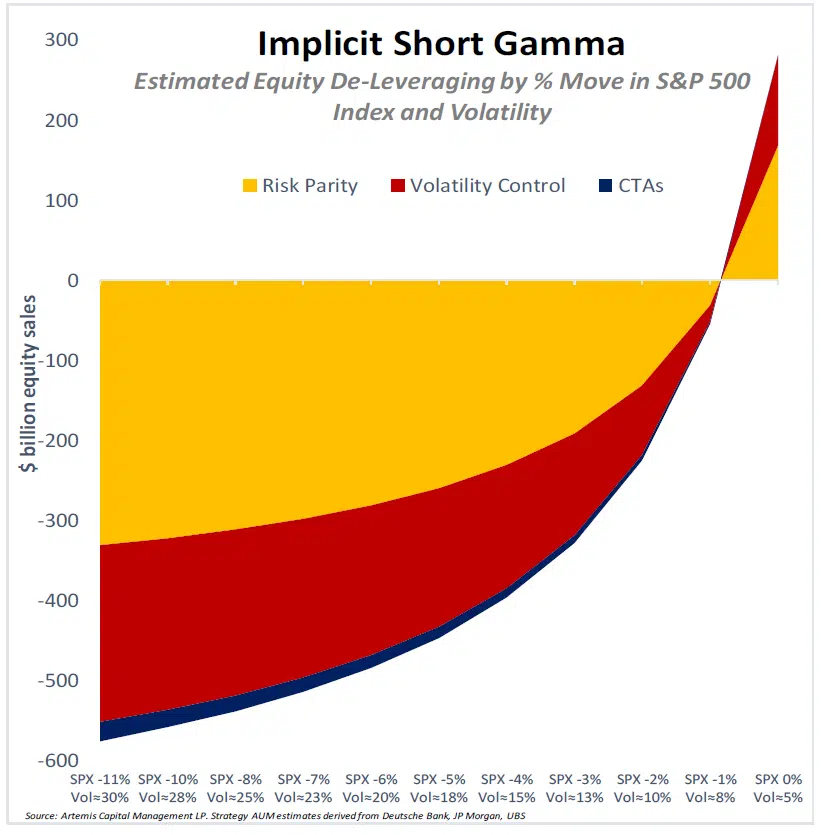 Implicit Short Gamma
Estimated Equity De-Leveraging by % Move in S&P 500
Index and Volatility
Risk Parity
Volatility Control
CTAs
$ billion equity sales
300
200
100
0
-100
-200
-300
-400
-500
-600
SPX -11% SPX -10% SPX -8% SPX -7% SPX -6% SPX -5% SPX -4% SPX -3% SPX -2% SPX -1% SPX 0%
Vol≈30% Vol≈28% Vol≈25% Vol≈23% Vol≈20% Vol≈18% Vol≈15% Vol≈13% Vol≈10% Vol≈8% Vol≈5%
Source: Artemis Capital Management LP. Strategy AUM estimates derived from Deutsche Bank, JP Morgan, UBS